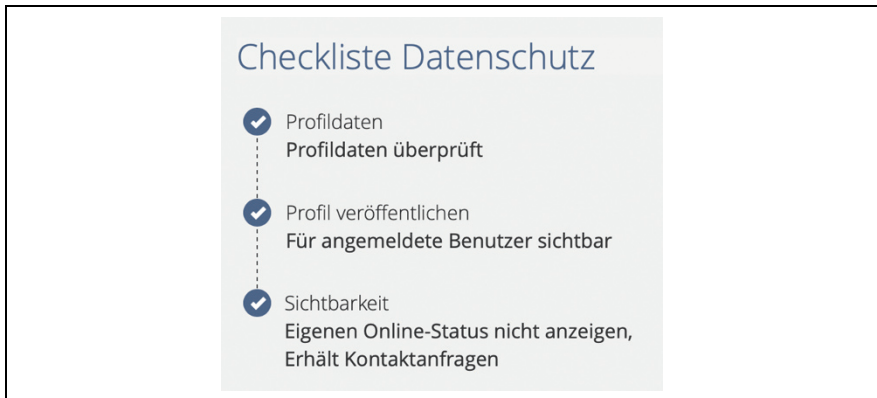 Checkliste Datenschutz
Profildaten
Profildaten überprüft
Profil veröffentlichen
Für angemeldete Benutzer sichtbar
Sichtbarkeit
Eigenen Online-Status nicht anzeigen,
Erhält Kontaktanfragen